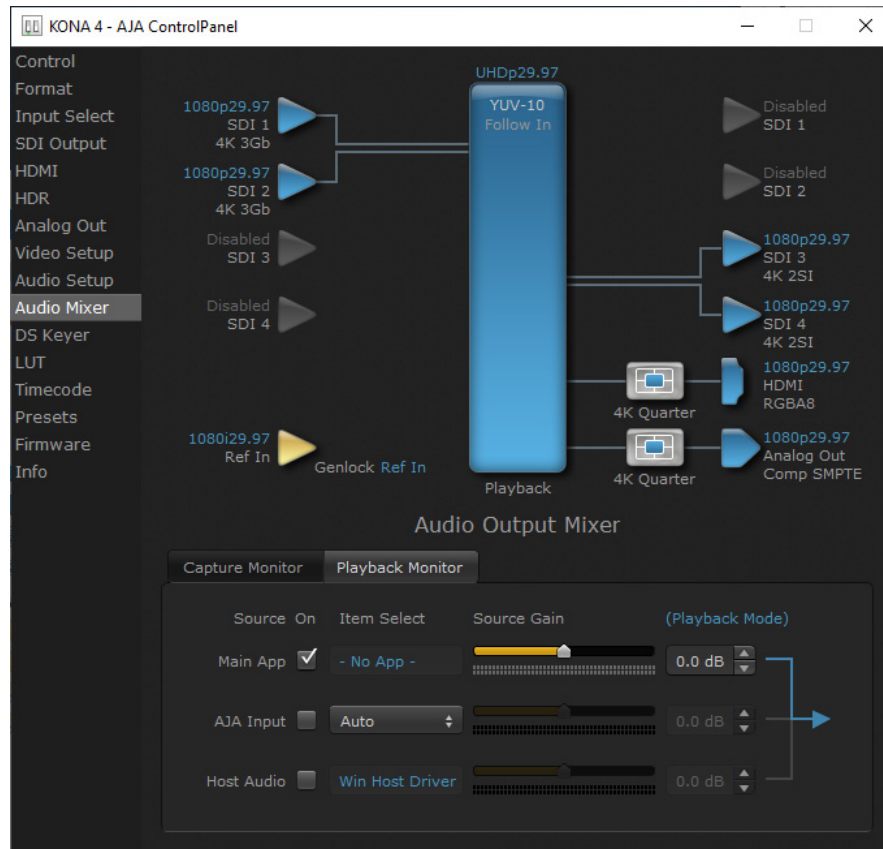 KONA 4 - AJA ControlPanel
Control
Format
Input Select
SDI Output
HDMI
HDR
Analog Out
Video Setup
Audio Setup
Audio Mixer
DS Keyer
LUT
Timecode
Presets
Firmware
Info
1080p29.97
SDI 1
4K 3Gb
1080p29.97
SDI 2
4K 3Gb
Disabled
SDI 3
Disabled
SDI 4
1080i29.97
Ref In
Genlock Ref In
UHDp29.97
YUV-10
Follow In
Playback
Disabled
SDI 1
Disabled
SDI 2
1080p29.97
SDI 3
4K 2SI
1080p29.97
SDI 4
4K 2SI
4K Quarter
1080p29.97
HDMI
RGBA8
4K Quarter
1080p29.97
Analog Out
Comp SMPTE
Audio Output Mixer
Capture Monitor Playback Monitor
Source On Item Select Source Gain (Playback Mode)
Main App - No App - 0.0 dB
AJA Input Auto 0.0 dB
Host Audio Win Host Driver 0.0 dB